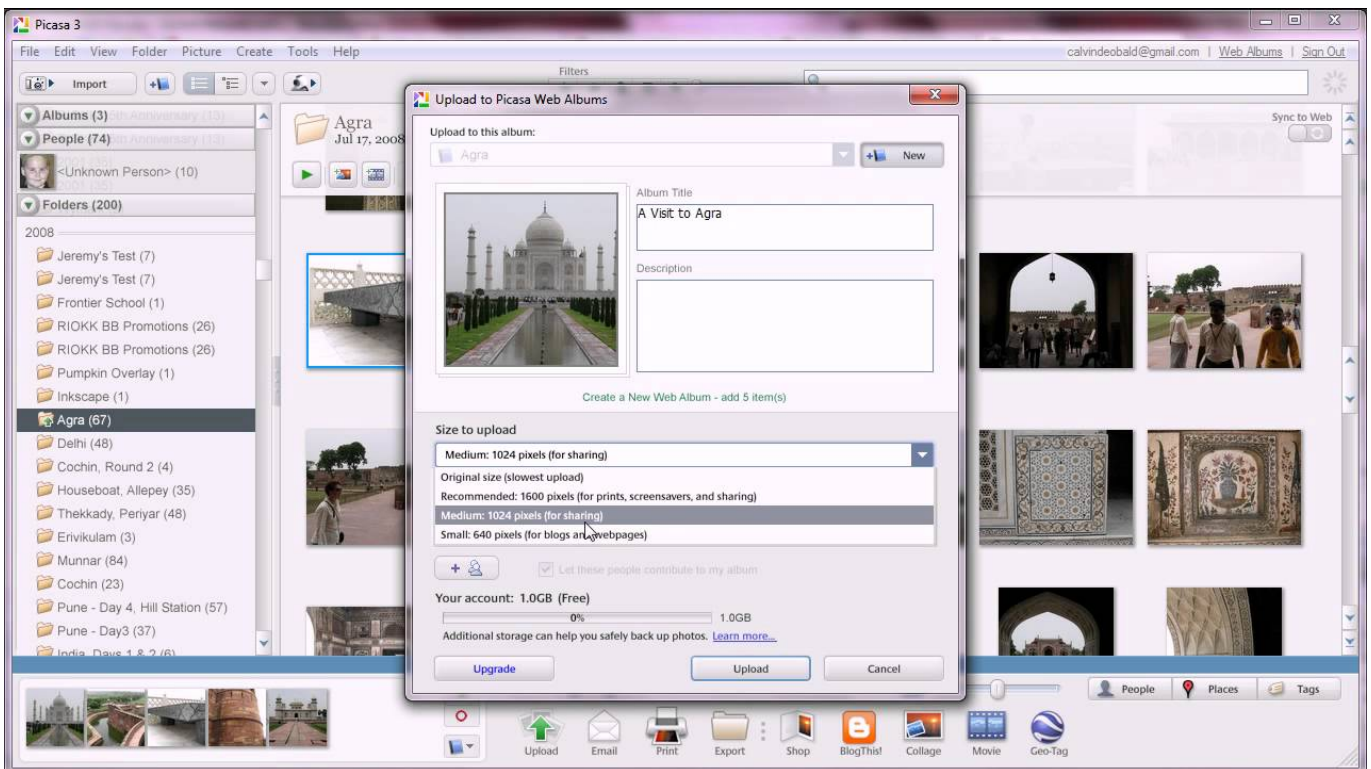 Picasa 3
File Edit View Folder Picture Create Tools Help
calvindeobald@gmail.com | Web Albums | Sign Out
Import
Filters
Albums (3)
People (74)
<Unknown Person> (10)
Folders (200)
2008
Jeremy's Test (7)
Jeremy's Test (7)
Frontier School (1)
RIOKK BB Promotions (26)
RIOKK BB Promotions (26)
Pumpkin Overlay (1)
Inkscape (1)
Agra (67)
Delhi (48)
Cochin, Round 2 (4)
Houseboat, Allepey (35)
Thekkady, Periyar (48)
Erivikulam (3)
Munnar (84)
Cochin (23)
Pune - Day 4, Hill Station (57)
Pune - Day3 (37)
India, Days 1 & 2 (6)
Agra
Jul 17, 2008
Sync to Web
Upload to Picasa Web Albums
Upload to this album:
Agra
New
Album Title
A Visit to Agra
Description
Create a New Web Album - add 5 item(s)
Size to upload
Medium: 1024 pixels (for sharing)
Original size (slowest upload)
Recommended: 1600 pixels (for prints, screensavers, and sharing)
Medium: 1024 pixels (for sharing)
Small: 640 pixels (for blogs and webpages)
Let these people contribute to my album
Your account: 1.0GB (Free)
0% 1.0GB
Additional storage can help you safely back up photos. Learn more...
Upgrade Upload Cancel
People Places Tags
Upload Email Print Export Shop BlogThis! Collage Movie Geo-Tag